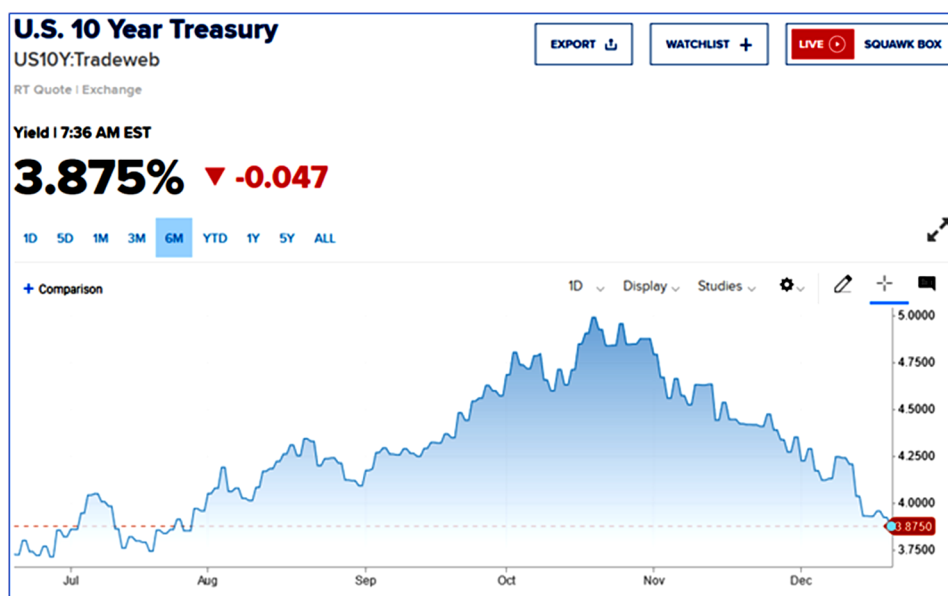 U.S. 10 Year Treasury
US10Y:Tradeweb
RT Quote | Exchange
EXPORT
WATCHLIST +
LIVE SQUAWK BOX
Yield | 7:36 AM EST
3.875% ▼ -0.047
1D 5D 1M 3M 6M YTD 1Y 5Y ALL
+ Comparison
1D Display Studies
5.0000
4.7500
4.5000
4.2500
4.0000
3.8750
3.7500
Jul Aug Sep Oct Nov Dec